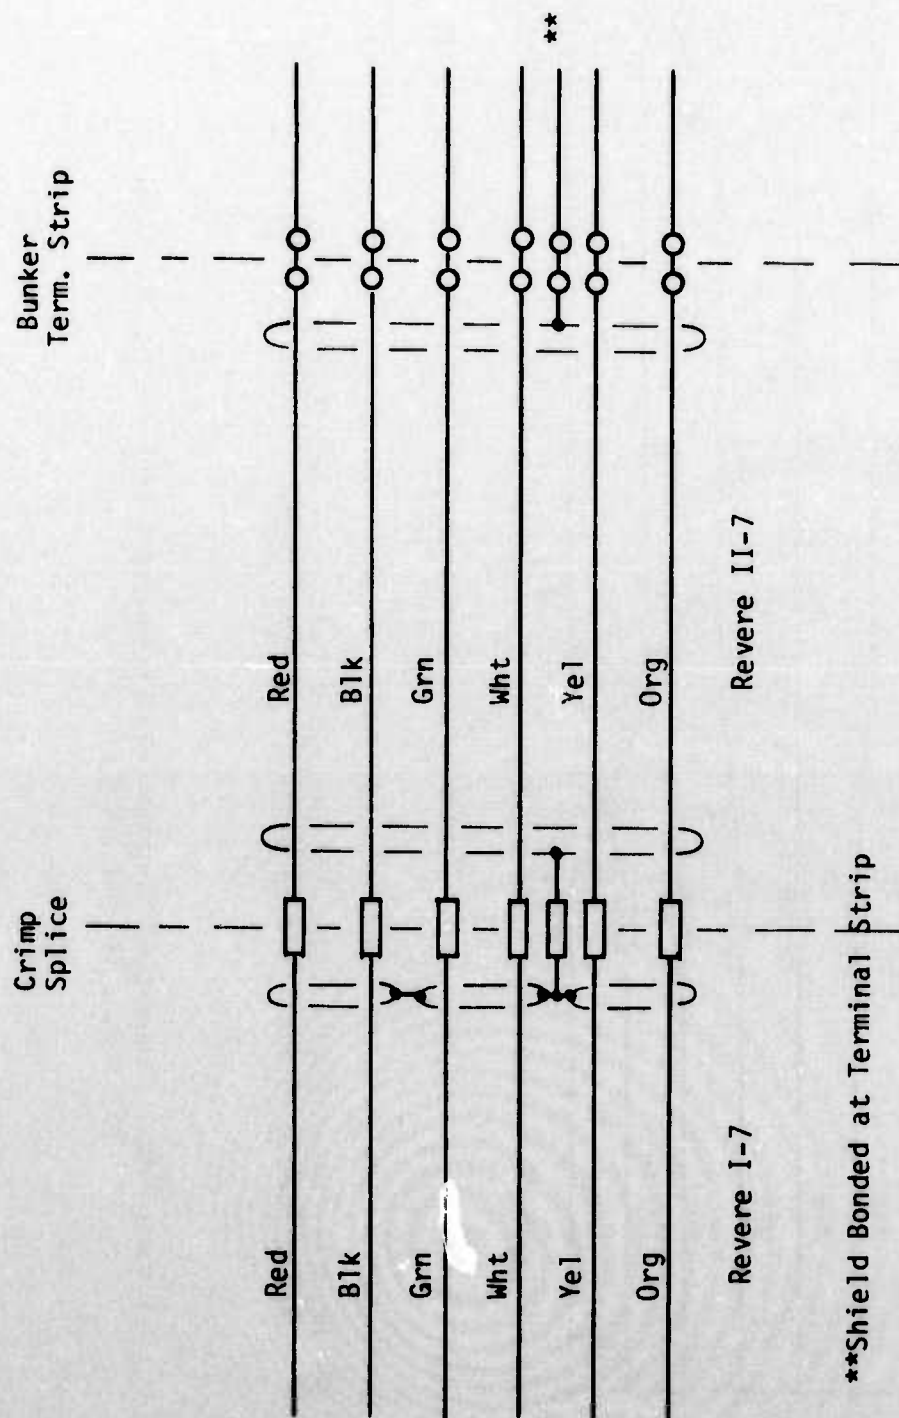 Crimp
Splice
Bunker
Term. Strip
**
Red
Red
Blk
Blk
Grn
Grn
Wht
Wht
Yel
Yel
Org
Org
Revere I-7
Revere II-7
**Shield Bonded at Terminal Strip